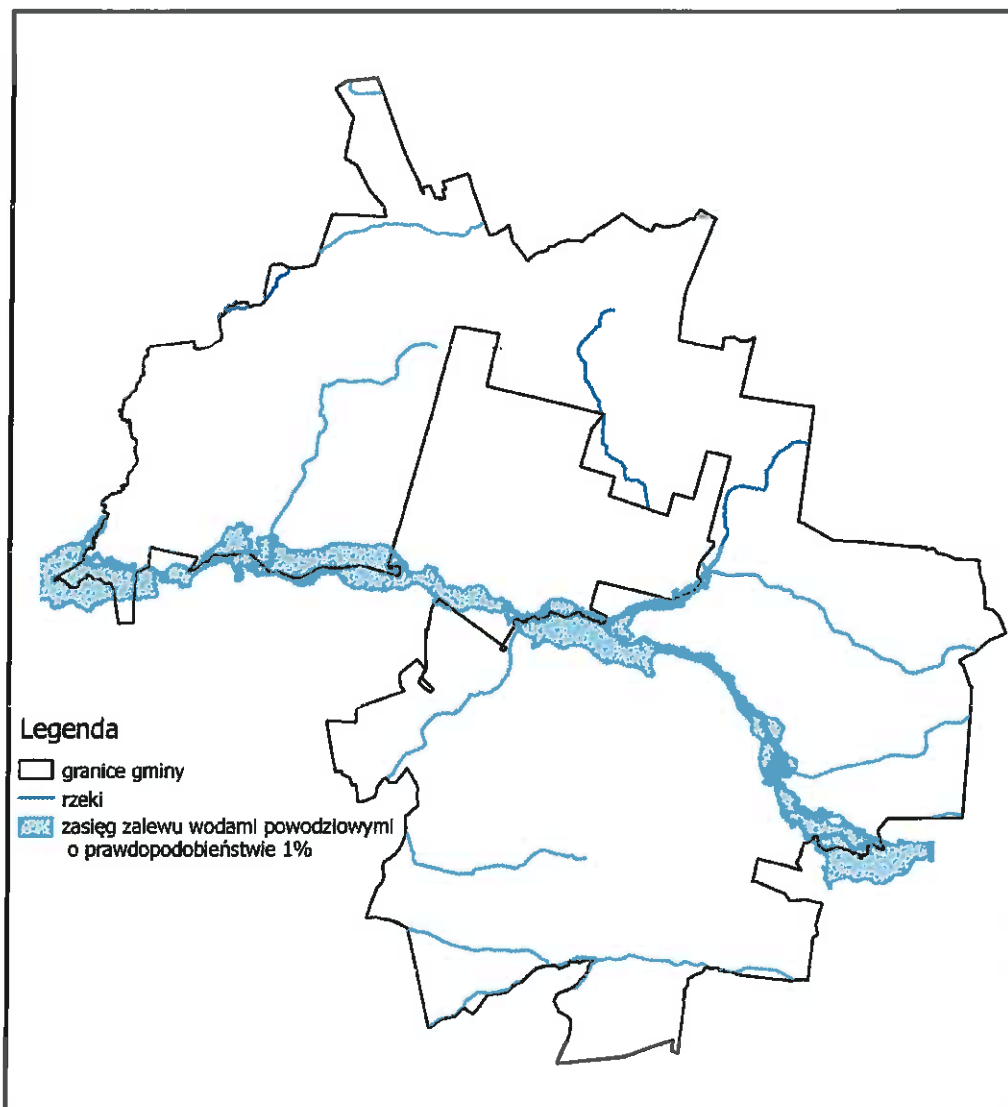 Legenda
granice gminy
rzeki
zasięg zalewu wodami powodziowymi
o prawdopodobieństwie 1%